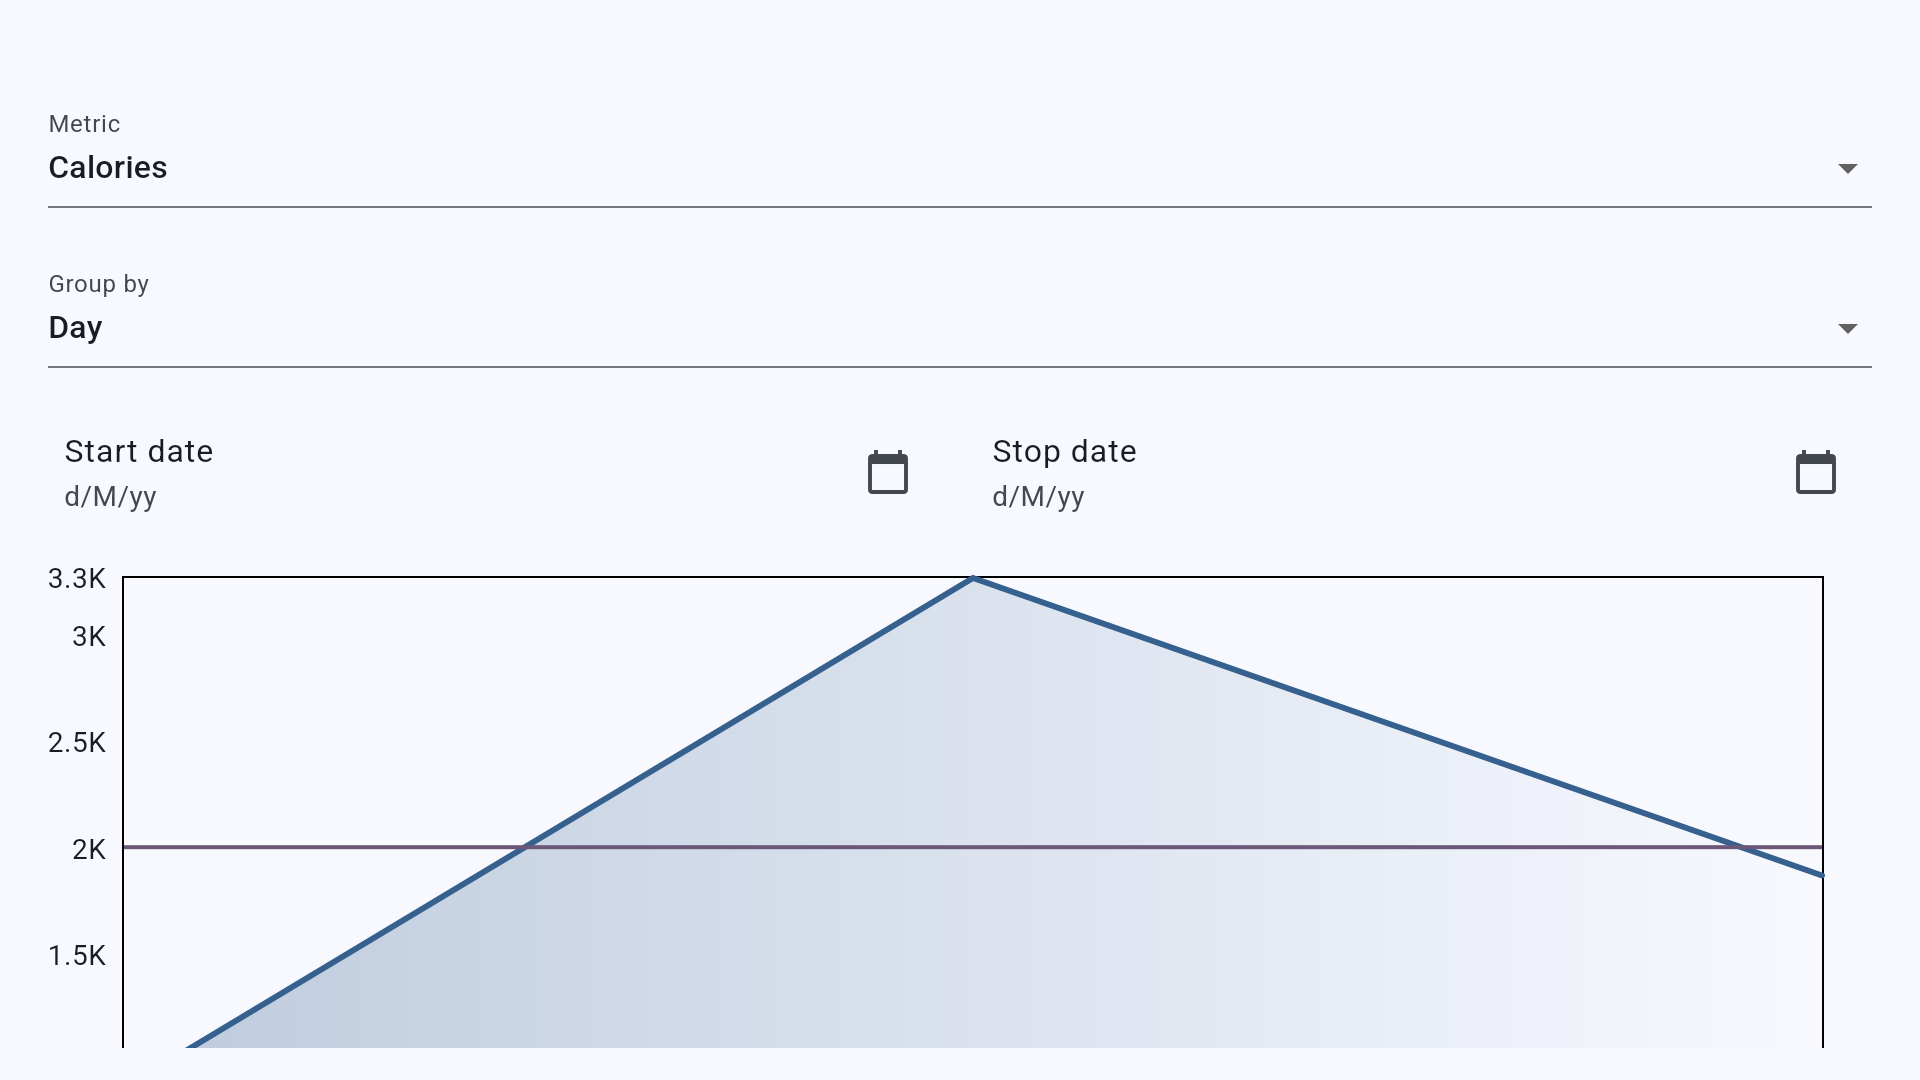 Metric
Calories
Group by
Day
Start date
d/M/yy
Stop date
d/M/yy
3.3K
3K
2.5K
2K
1.5K